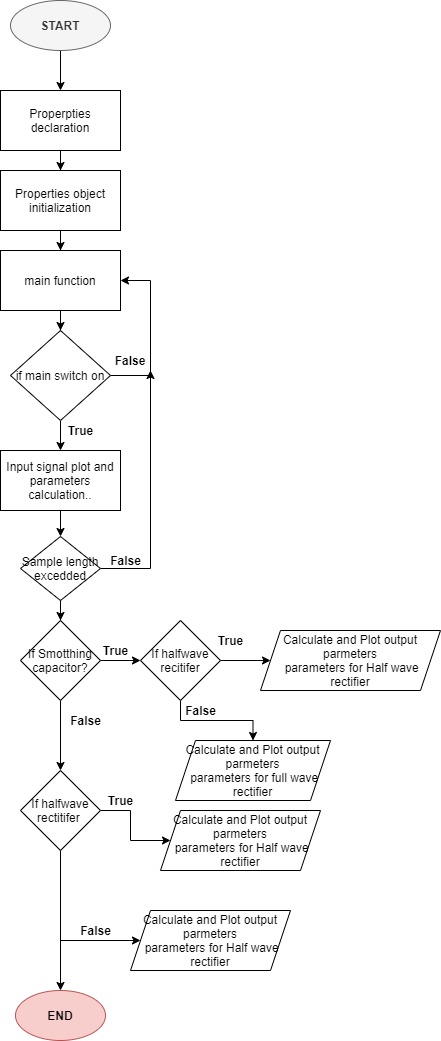 START
Properpties
declaration
Properties object
initialization
main function
if main switch on
False
True
Input signal plot and
parameters
calculation..
Sample length
excedded
False
If Smotthing
capacitor?
True
If halfwave
recitifer
True
Calculate and Plot output
parmeters
parameters for Half wave
rectifier
False
False
Calculate and Plot output
parmeters
parameters for full wave
rectifier
If halfwave
rectitifer
True
Calculate and Plot output
parmeters
parameters for Half wave
rectifier
False
Calculate and Plot output
parmeters
parameters for Half wave
rectifier
END